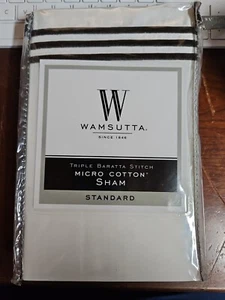 W
WAMSUTTA®
SINCE 1846
TRIPLE BARATTA STITCH
MICRO COTTON®
SHAM
STANDARD